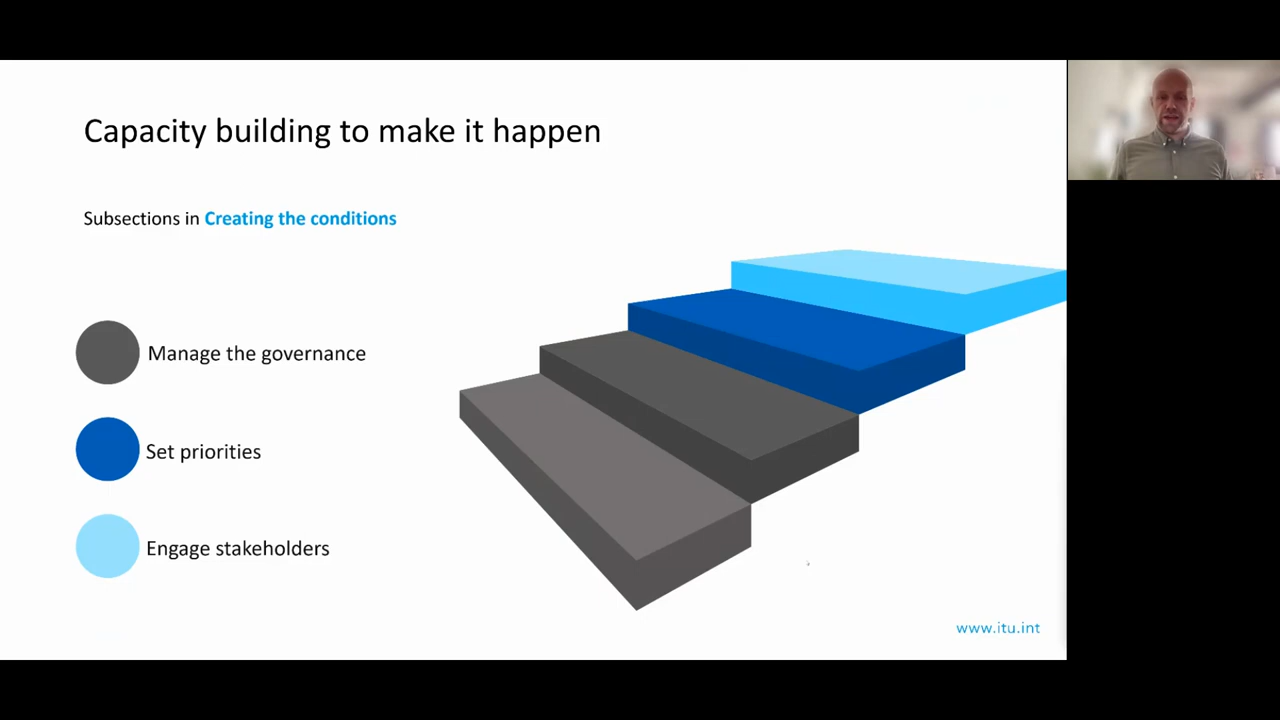 Capacity building to make it happen
Subsections in Creating the conditions
Manage the governance
Set priorities
Engage stakeholders
www.itu.int